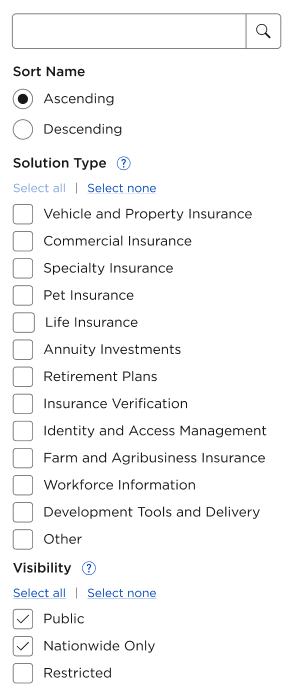 Sort Name
Ascending
Descending
Solution Type ?
Select all | Select none
Vehicle and Property Insurance
Commercial Insurance
Specialty Insurance
Pet Insurance
Life Insurance
Annuity Investments
Retirement Plans
Insurance Verification
Identity and Access Management
Farm and Agribusiness Insurance
Workforce Information
Development Tools and Delivery
Other
Visibility ?
Select all | Select none
Public
Nationwide Only
Restricted